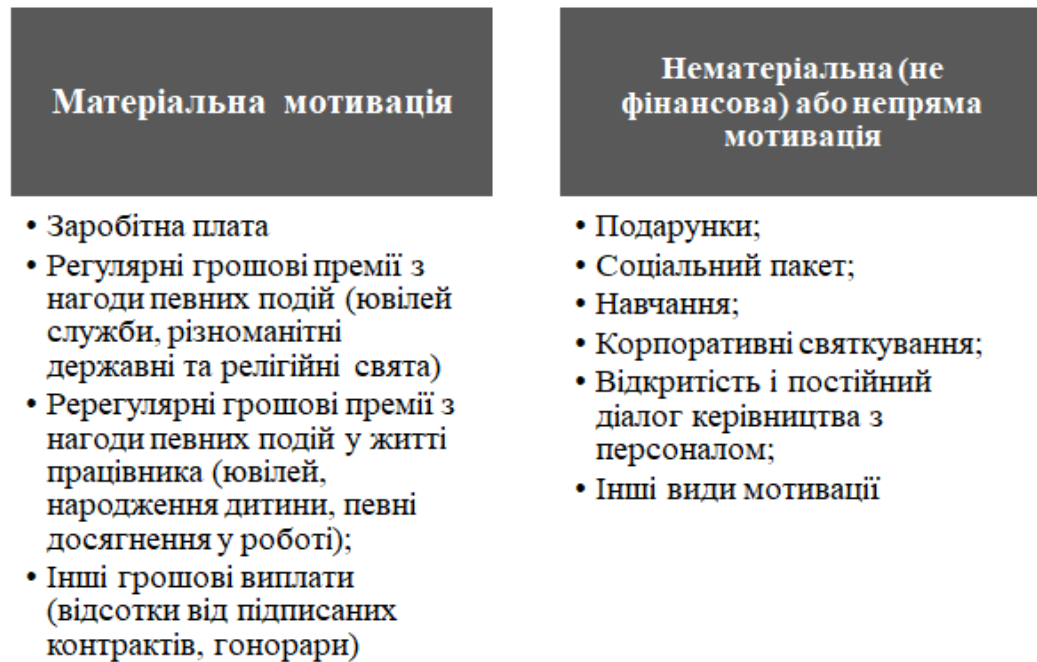 Матеріальна мотивація
• Заробітна плата
• Регулярні грошові премії з
нагоди певних подій (ювілей
служби, різноманітні
державні та релігійні свята)
• Ререгулярні грошові премії з
нагоди певних подій у житті
працівника (ювілей,
народження дитини, певні
досягнення у роботі);
• Інші грошові виплати
(відсотки від підписаних
контрактів, гонорари)
Нематеріальна (не
фінансова) або непряма
мотивація
• Подарунки;
• Соціальний пакет;
• Навчання;
• Корпоративні святкування;
• Відкритість і постійний
діалог керівництва з
персоналом;
• Інші види мотивації